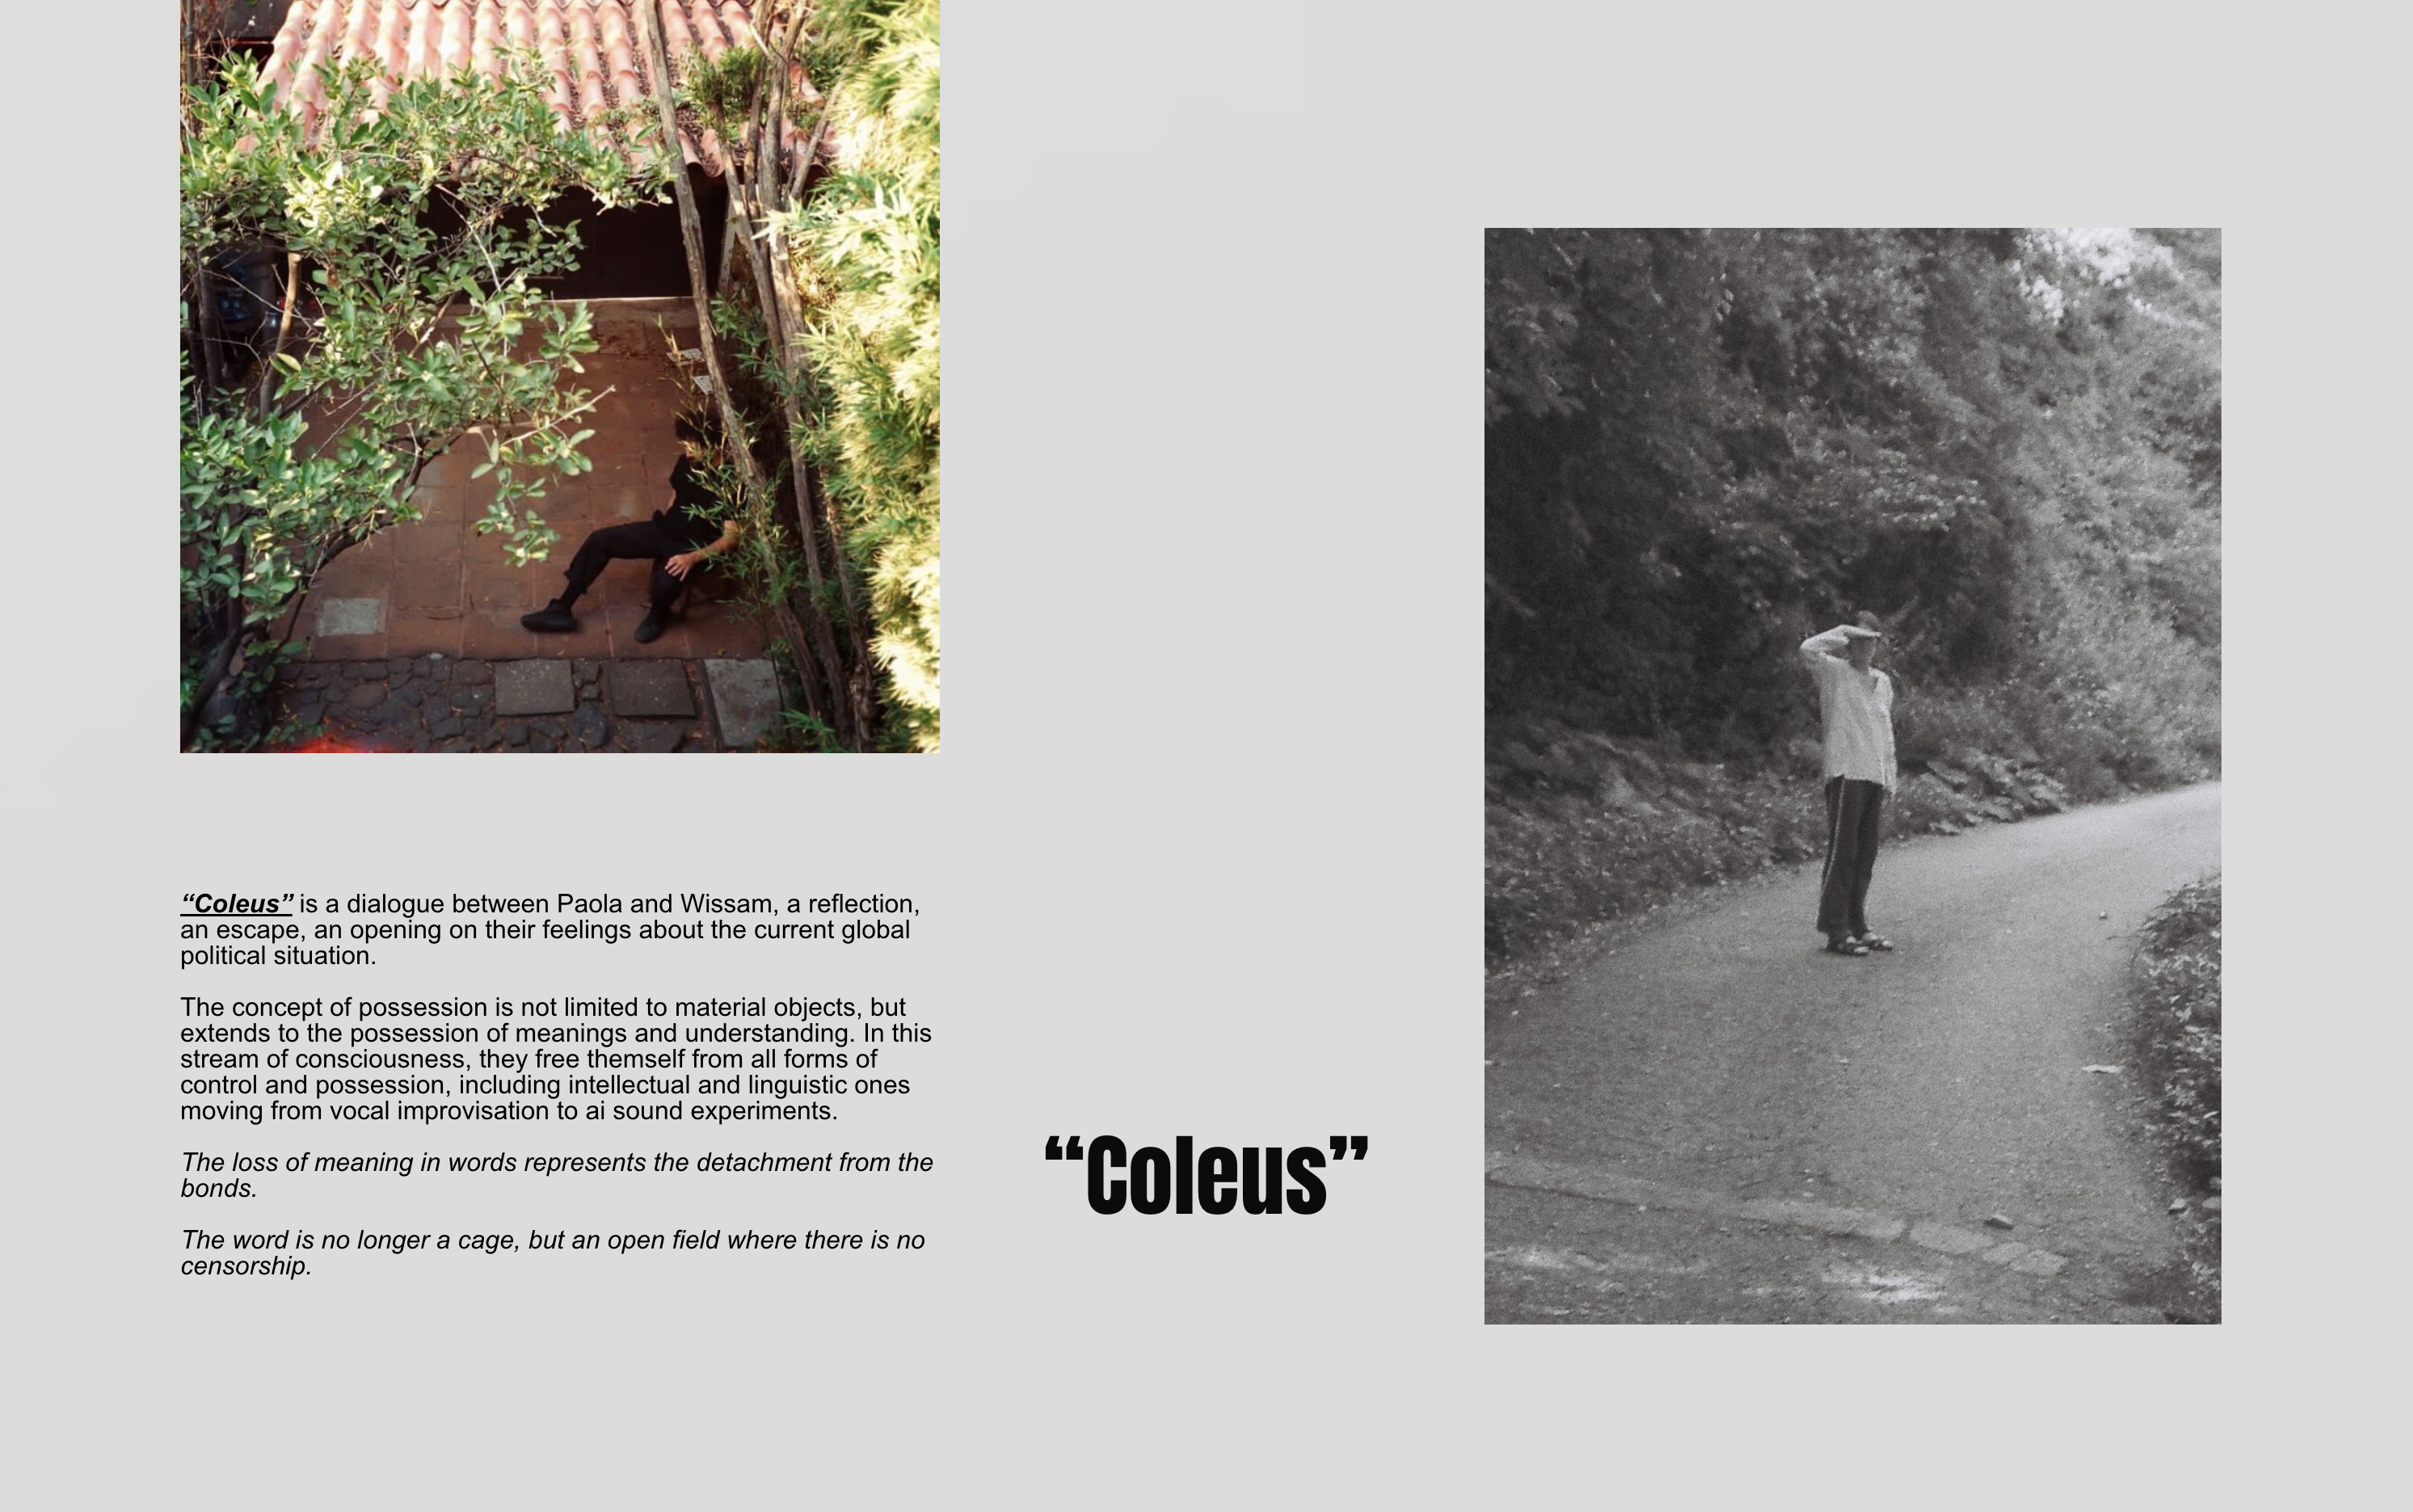 “Coleus” is a dialogue between Paola and Wissam, a reflection,
an escape, an opening on their feelings about the current global
political situation.
The concept of possession is not limited to material objects, but
extends to the possession of meanings and understanding. In this
stream of consciousness, they free themself from all forms of
control and possession, including intellectual and linguistic ones
moving from vocal improvisation to ai sound experiments.
The loss of meaning in words represents the detachment from the
bonds.
The word is no longer a cage, but an open field where there is no
censorship.
“Coleus”